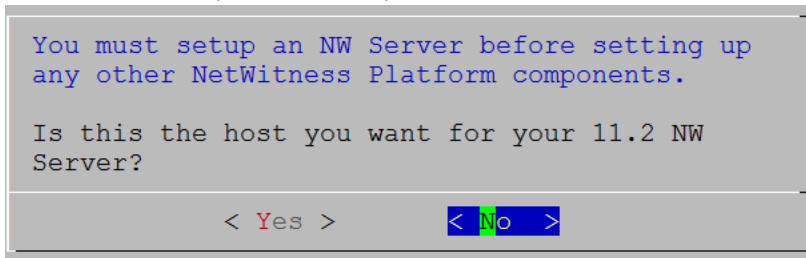 You must setup an NW Server before setting up
any other NetWitness Platform components.
Is this the host you want for your 11.2 NW
Server?
< Yes > < No >